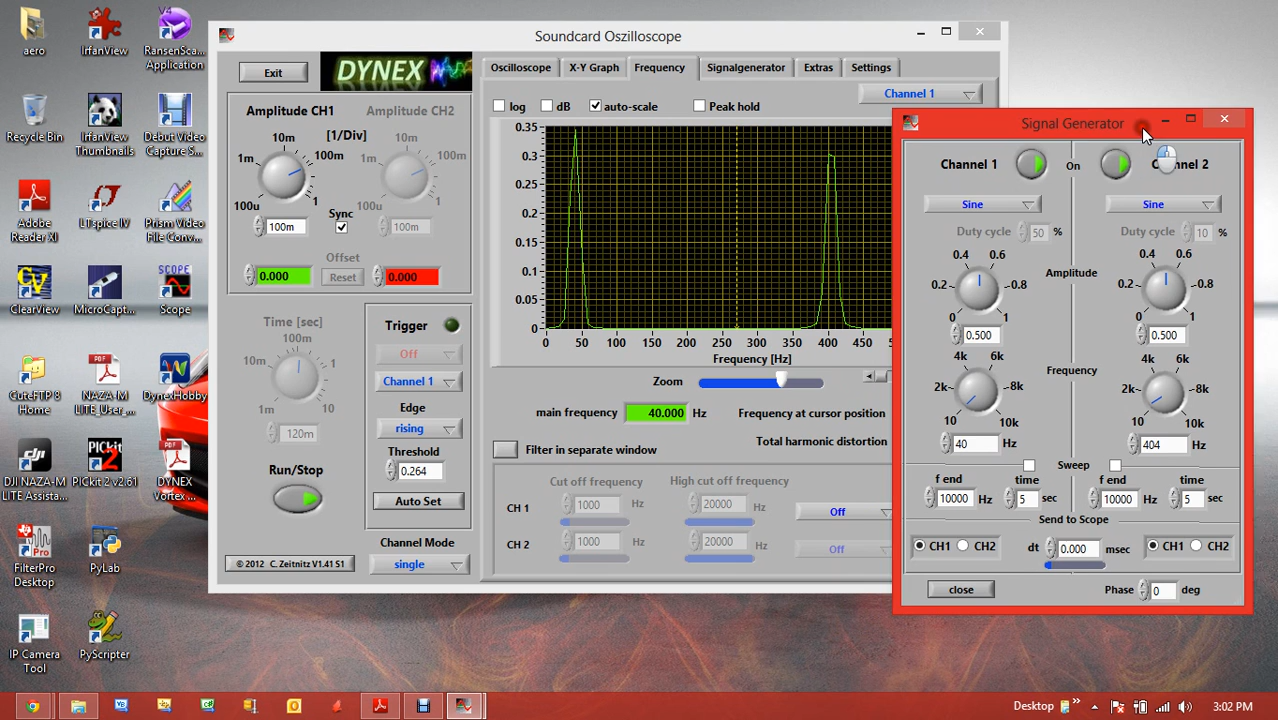 aero
IrfanView
V4
RansenSca...
Application
Recycle Bin
IrfanView
Thumbnails
Debut Video
Capture S...
Adobe
Reader XI
LTspice IV
Prism Video
File Conv...
ClearView
MicroCapt...
SCOPE
Scope
CuteFTP 8
Home
NAZA-M
LITE_User_...
DynexHobby
DJI NAZA-M
LITE Assista...
PICkit 2 v2.61
DYNEX
Vortex ...
Pro
FilterPro
Desktop
PyLab
IP Camera
Tool
PyScripter
Soundcard Oszilloscope
Exit
DYNEX
Oscilloscope
X-Y Graph
Frequency
Signalgenerator
Extras
Settings
Amplitude CH1
Amplitude CH2
[1/Div]
10m
1m
100m
100u
1
10m
1m
100m
100u
1
Sync
100m
100m
Offset
0.000
Reset
0.000
Time [sec]
100m
10m
1
1m
10
120m
Run/Stop
© 2012 C. Zeitnitz V1.41 S1
Trigger
Off
Channel 1
Edge
rising
Threshold
0.264
Auto Set
Channel Mode
single
Channel 1
log
dB
auto-scale
Peak hold
0.35
0.3
0.25
0.2
0.15
0.1
0.05
0
0 50 100 150 200 250 300 350 400 450
Frequency [Hz]
Zoom
main frequency 40.000 Hz
Frequency at cursor position
Total harmonic distortion
Filter in separate window
Cut off frequency
High cut off frequency
CH 1 1000 Hz 20000 Hz Off
CH 2 1000 Hz 20000 Hz Off
Signal Generator
Channel 1 On
Sine
Sine
Duty cycle 50 %
Duty cycle 10 %
0.4 0.6
0.2 0.8
0 1
Amplitude
0.4 0.6
0.2 0.8
0 1
0.500
0.500
4k 6k
2k 8k
10 10k
Frequency
4k 6k
2k 8k
10 10k
40 Hz
404 Hz
Sweep
f end time
10000 Hz 5 sec
f end time
10000 Hz 5 sec
Send to Scope
CH1 CH2
dt 0.000 msec
CH1 CH2
close
Phase 0 deg
Desktop
3:02 PM